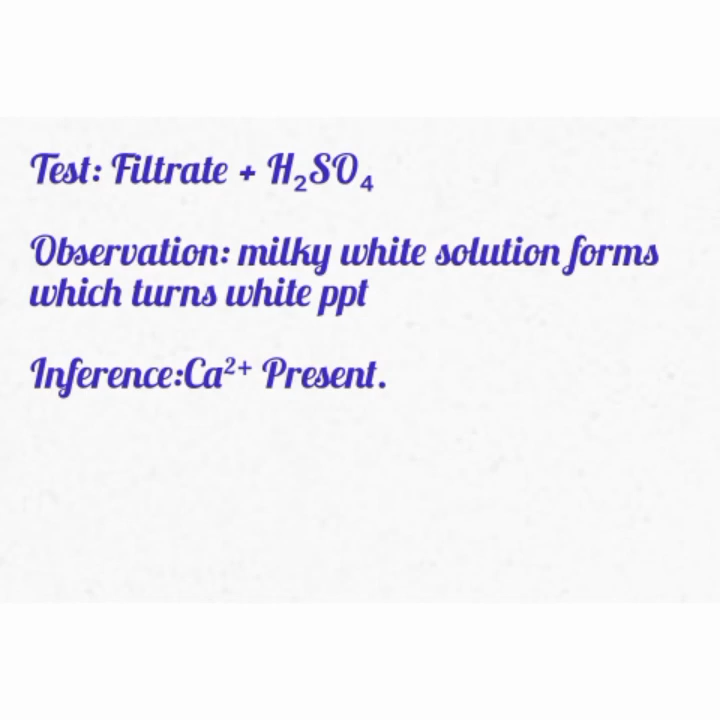 Test: Filtrate + H₂SO₄
Observation: milky white solution forms
which turns white ppt
Inference:Ca²⁺ Present.